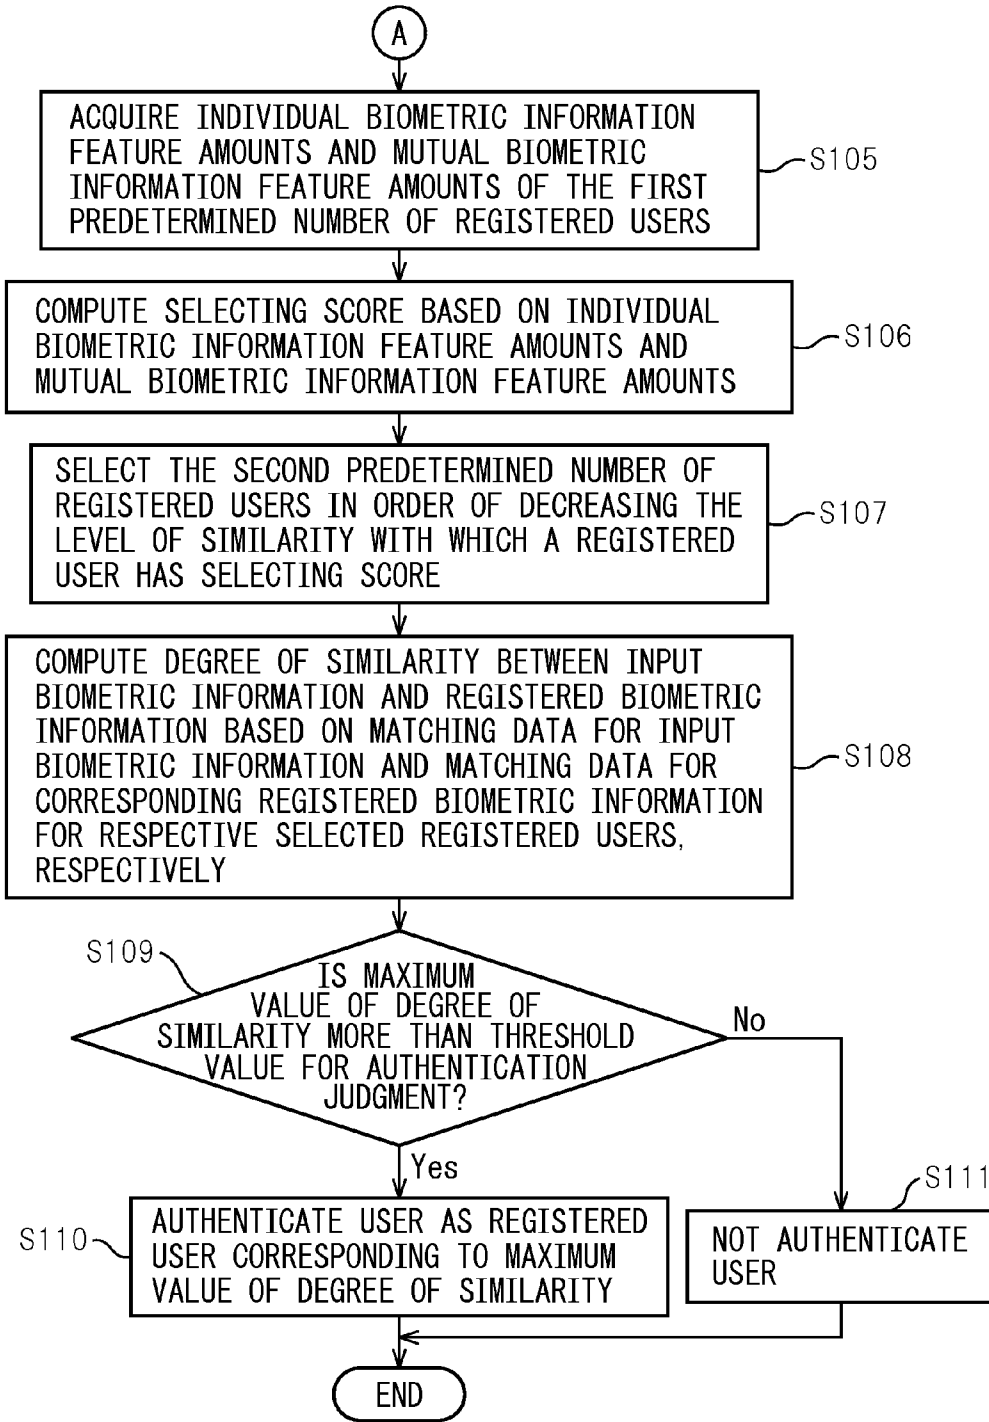 A
ACQUIRE INDIVIDUAL BIOMETRIC INFORMATION
FEATURE AMOUNTS AND MUTUAL BIOMETRIC
INFORMATION FEATURE AMOUNTS OF THE FIRST
PREDETERMINED NUMBER OF REGISTERED USERS
S105
COMPUTE SELECTING SCORE BASED ON INDIVIDUAL
BIOMETRIC INFORMATION FEATURE AMOUNTS AND
MUTUAL BIOMETRIC INFORMATION FEATURE AMOUNTS
S106
SELECT THE SECOND PREDETERMINED NUMBER OF
REGISTERED USERS IN ORDER OF DECREASING THE
LEVEL OF SIMILARITY WITH WHICH A REGISTERED
USER HAS SELECTING SCORE
S107
COMPUTE DEGREE OF SIMILARITY BETWEEN INPUT
BIOMETRIC INFORMATION AND REGISTERED BIOMETRIC
INFORMATION BASED ON MATCHING DATA FOR INPUT
BIOMETRIC INFORMATION AND MATCHING DATA FOR
CORRESPONDING REGISTERED BIOMETRIC INFORMATION
FOR RESPECTIVE SELECTED REGISTERED USERS,
RESPECTIVELY
S108
S109
IS MAXIMUM
VALUE OF DEGREE OF
SIMILARITY MORE THAN THRESHOLD
VALUE FOR AUTHENTICATION
JUDGMENT?
No
Yes
S110
AUTHENTICATE USER AS REGISTERED
USER CORRESPONDING TO MAXIMUM
VALUE OF DEGREE OF SIMILARITY
S111
NOT AUTHENTICATE
USER
END